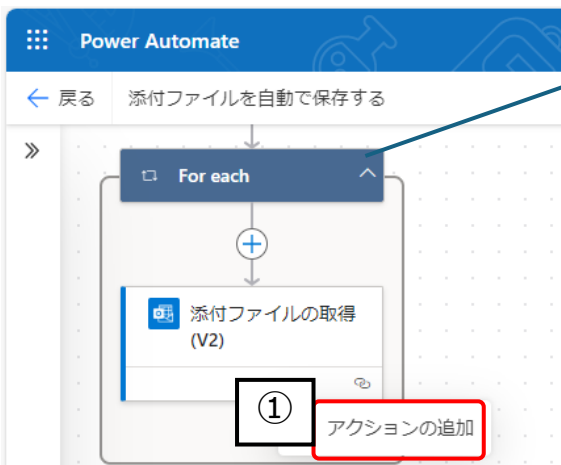 Power Automate
戻る 添付ファイルを自動で保存する
For each
添付ファイルの取得
(V2)
①
アクションの追加